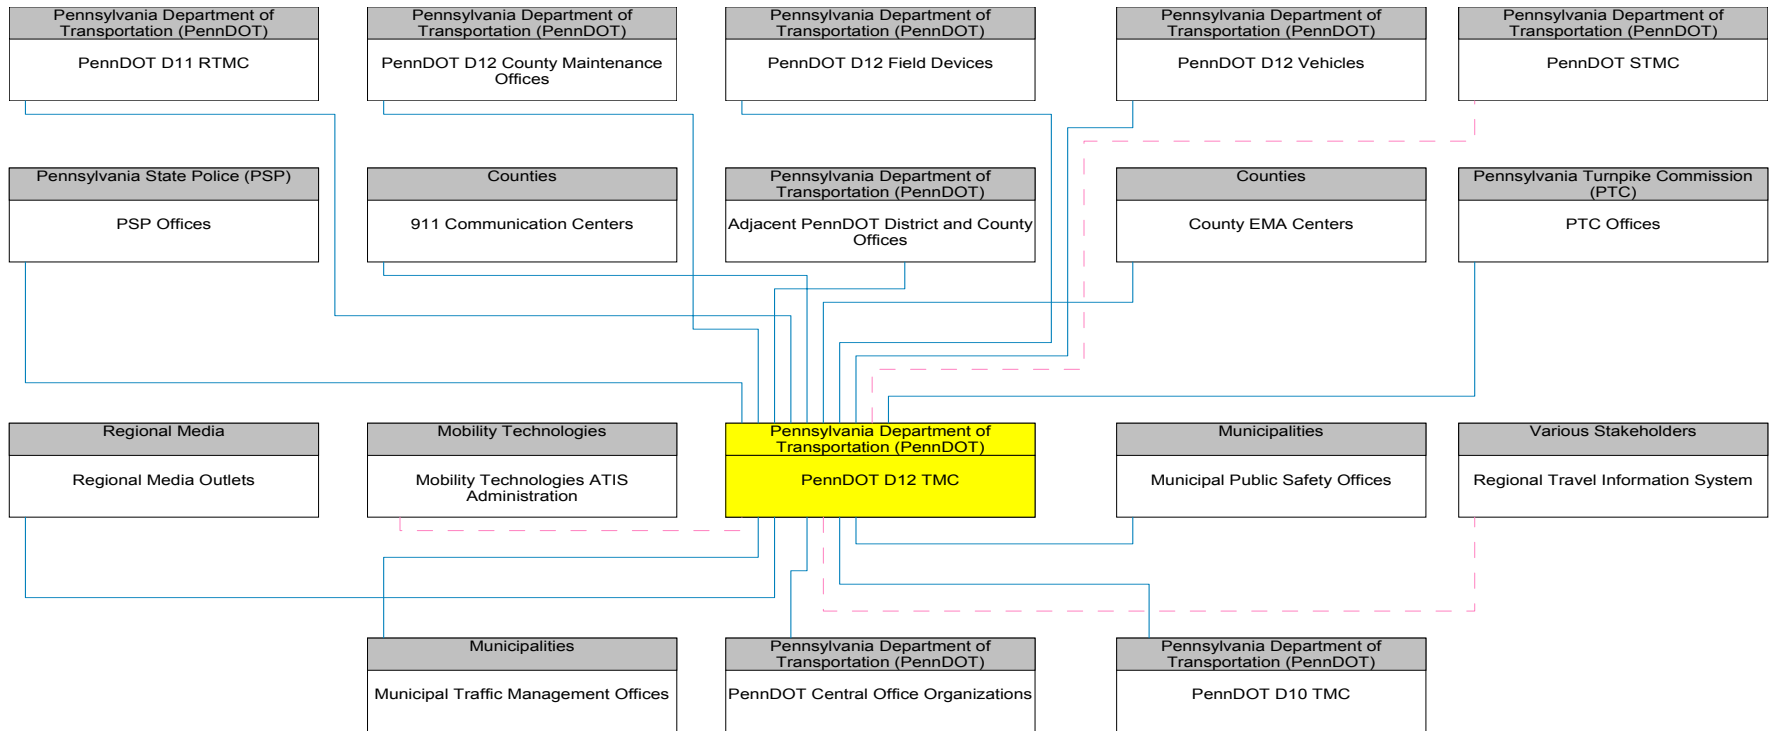 Pennsylvania Department of
Transportation (PennDOT)
PennDOT D11 RTMC
Pennsylvania Department of
Transportation (PennDOT)
PennDOT D12 County Maintenance
Offices
Pennsylvania Department of
Transportation (PennDOT)
PennDOT D12 Field Devices
Pennsylvania Department of
Transportation (PennDOT)
PennDOT D12 Vehicles
Pennsylvania Department of
Transportation (PennDOT)
PennDOT STMC
Pennsylvania State Police (PSP)
PSP Offices
Counties
911 Communication Centers
Pennsylvania Department of
Transportation (PennDOT)
Adjacent PennDOT District and County
Offices
Counties
County EMA Centers
Pennsylvania Turnpike Commission
(PTC)
PTC Offices
Regional Media
Regional Media Outlets
Mobility Technologies
Mobility Technologies ATIS
Administration
Pennsylvania Department of
Transportation (PennDOT)
PennDOT D12 TMC
Municipalities
Municipal Public Safety Offices
Various Stakeholders
Regional Travel Information System
Municipalities
Municipal Traffic Management Offices
Pennsylvania Department of
Transportation (PennDOT)
PennDOT Central Office Organizations
Pennsylvania Department of
Transportation (PennDOT)
PennDOT D10 TMC